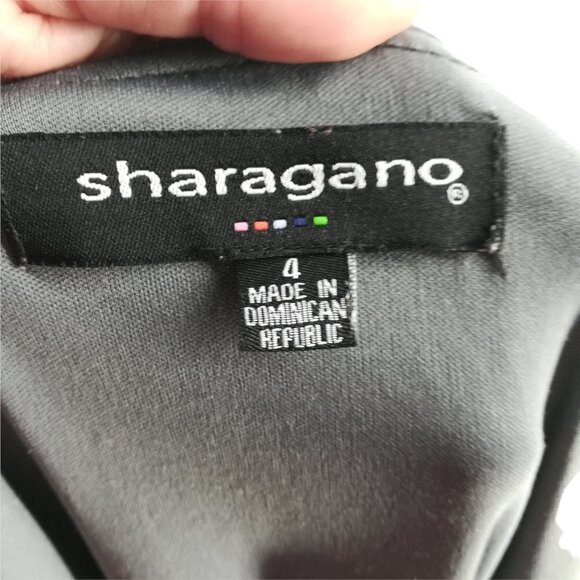 sharagano®
4
MADE IN
DOMINICAN
REPUBLIC